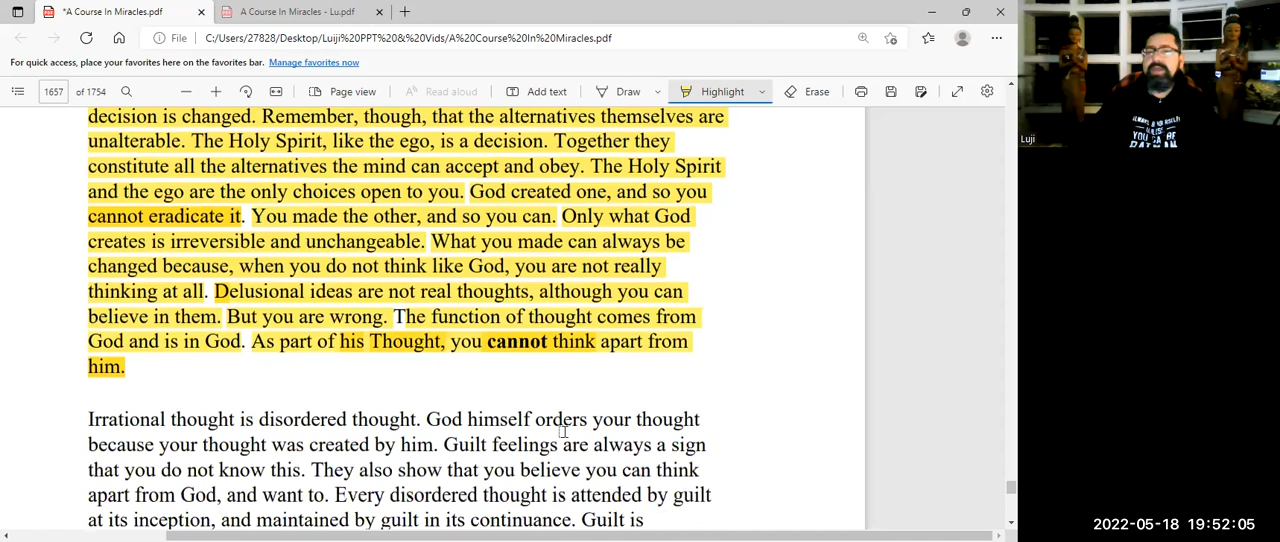 *A Course In Miracles.pdf
A Course In Miracles - Lu.pdf
File
C:/Users/27828/Desktop/Luiji%20PPT%20&%20Vids/A%20Course%20In%20Miracles.pdf
For quick access, place your favorites here on the favorites bar. Manage favorites now
1657 of 1754
Page view
Read aloud
Add text
Draw
Highlight
Erase
decision is changed. Remember, though, that the alternatives themselves are
unalterable. The Holy Spirit, like the ego, is a decision. Together they
constitute all the alternatives the mind can accept and obey. The Holy Spirit
and the ego are the only choices open to you. God created one, and so you
cannot eradicate it. You made the other, and so you can. Only what God
creates is irreversible and unchangeable. What you made can always be
changed because, when you do not think like God, you are not really
thinking at all. Delusional ideas are not real thoughts, although you can
believe in them. But you are wrong. The function of thought comes from
God and is in God. As part of his Thought, you cannot think apart from
him.
Irrational thought is disordered thought. God himself orders your thought
because your thought was created by him. Guilt feelings are always a sign
that you do not know this. They also show that you believe you can think
apart from God, and want to. Every disordered thought is attended by guilt
at its inception, and maintained by guilt in its continuance. Guilt is
Luji
YOU CAN BE
BATMAN
2022-05-18 19:52:05